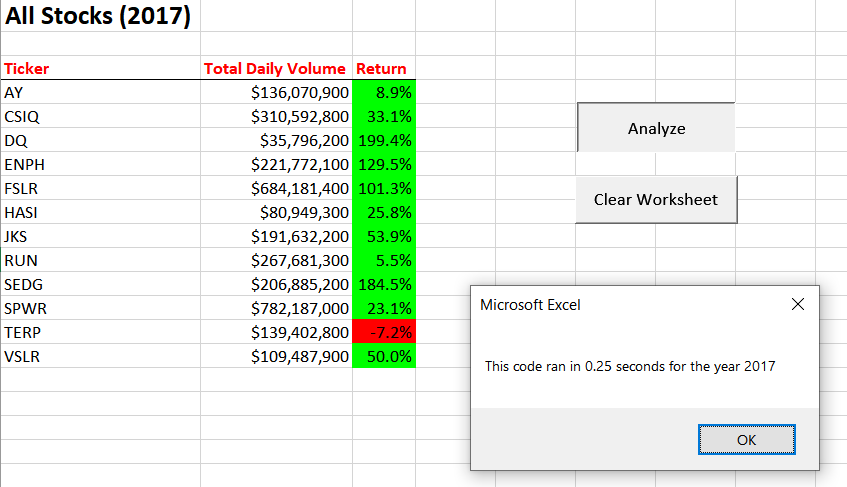 All Stocks (2017)
Ticker Total Daily Volume Return
AY $136,070,900 8.9%
CSIQ $310,592,800 33.1%
DQ $35,796,200 199.4%
ENPH $221,772,100 129.5%
FSLR $684,181,400 101.3%
HASI $80,949,300 25.8%
JKS $191,632,200 53.9%
RUN $267,681,300 5.5%
SEDG $206,885,200 184.5%
SPWR $782,187,000 23.1%
TERP $139,402,800 -7.2%
VSLR $109,487,900 50.0%
Analyze
Clear Worksheet
Microsoft Excel
This code ran in 0.25 seconds for the year 2017
OK